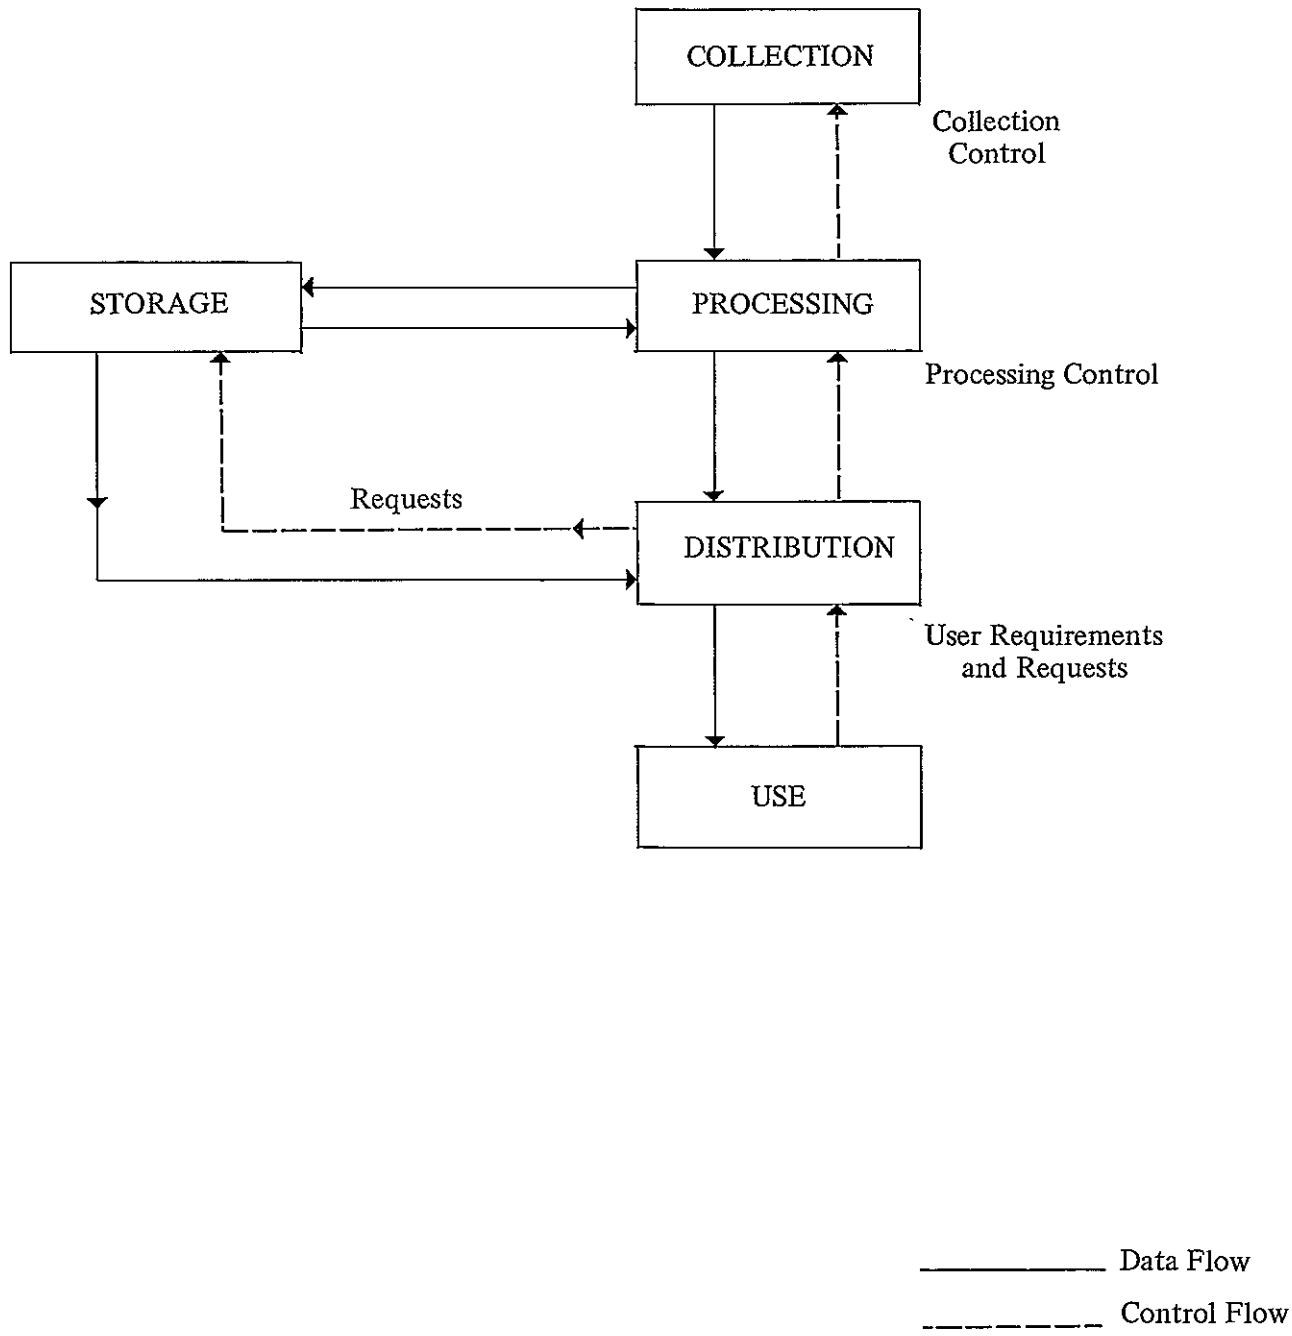 COLLECTION
Collection
Control
STORAGE
PROCESSING
Processing Control
Requests
DISTRIBUTION
User Requirements
and Requests
USE
Data Flow
Control Flow